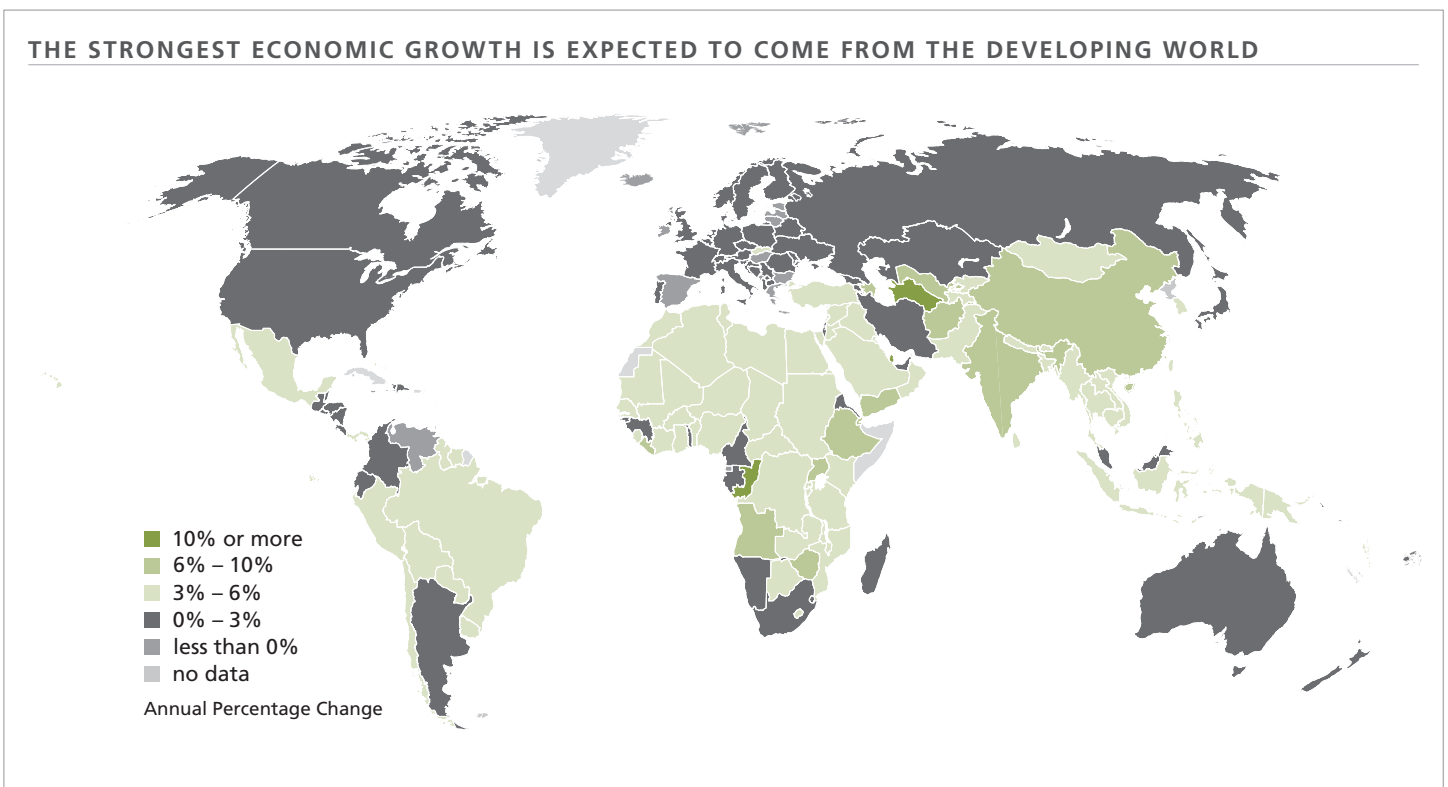 THE STRONGEST ECONOMIC GROWTH IS EXPECTED TO COME FROM THE DEVELOPING WORLD
10% or more
6% – 10%
3% – 6%
0% – 3%
less than 0%
no data
Annual Percentage Change